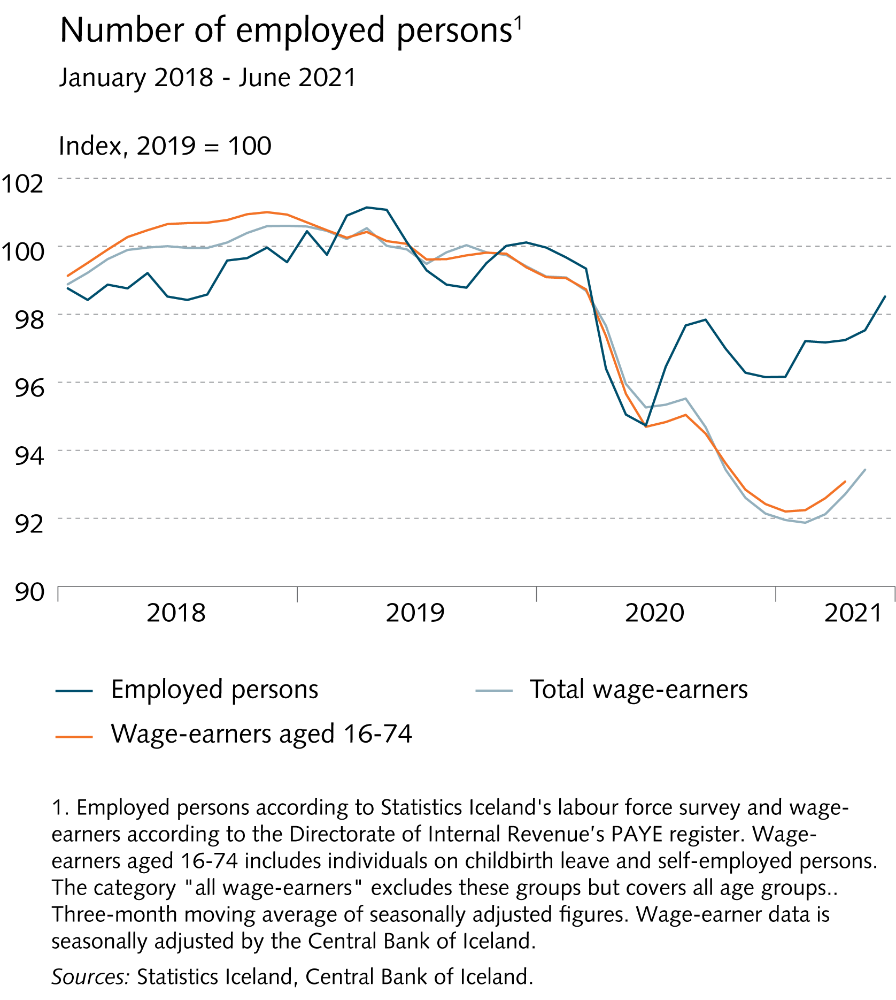 Number of employed persons¹
January 2018 - June 2021
Index, 2019 = 100
102
100
98
96
94
92
90
2018 2019 2020 2021
Employed persons Total wage-earners
Wage-earners aged 16-74
1. Employed persons according to Statistics Iceland's labour force survey and wage-
earners according to the Directorate of Internal Revenue’s PAYE register. Wage-
earners aged 16-74 includes individuals on childbirth leave and self-employed persons.
The category "all wage-earners" excludes these groups but covers all age groups..
Three-month moving average of seasonally adjusted figures. Wage-earner data is
seasonally adjusted by the Central Bank of Iceland.
Sources: Statistics Iceland, Central Bank of Iceland.